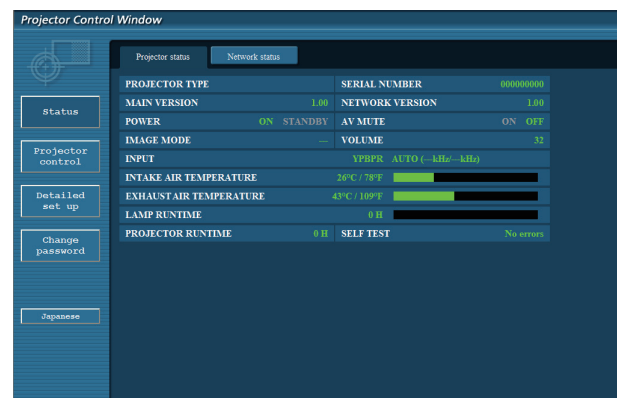 Projector Control Window
Projector status Network status
PROJECTOR TYPE SERIAL NUMBER 000000000
MAIN VERSION 1.00 NETWORK VERSION 1.00
POWER ON STANDBY AV MUTE ON OFF
IMAGE MODE — VOLUME 32
INPUT YPBPR AUTO (—kHz/—kHz)
INTAKE AIR TEMPERATURE 26°C / 78°F
EXHAUST AIR TEMPERATURE 43°C / 109°F
LAMP RUNTIME 0 H
PROJECTOR RUNTIME 0 H SELF TEST No errors
Status
Projector
control
Detailed
set up
Change
password
Japanese